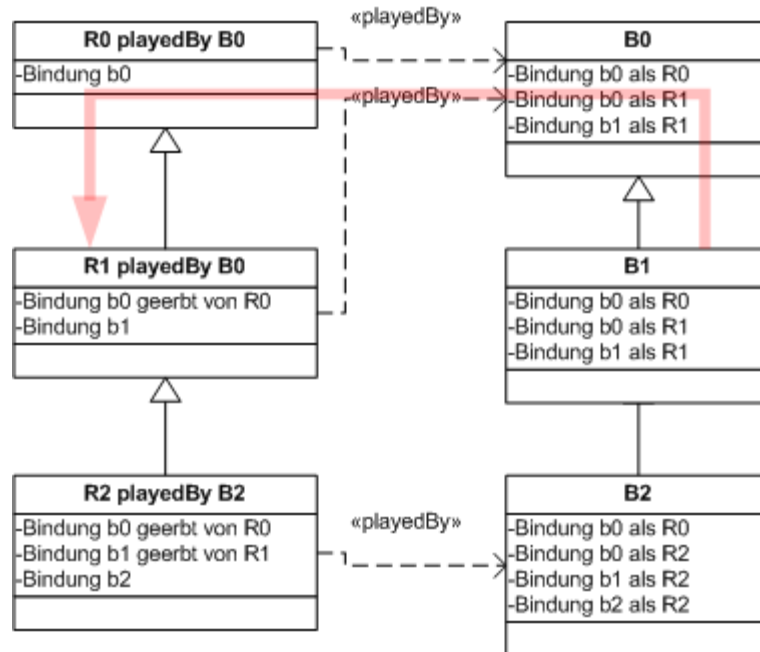 «playedBy»
R0 playedBy B0
-Bindung b0
B0
-Bindung b0 als R0
-Bindung b0 als R1
-Bindung b1 als R1
«playedBy»
R1 playedBy B0
-Bindung b0 geerbt von R0
-Bindung b1
B1
-Bindung b0 als R0
-Bindung b0 als R1
-Bindung b1 als R1
R2 playedBy B2
-Bindung b0 geerbt von R0
-Bindung b1 geerbt von R1
-Bindung b2
«playedBy»
B2
-Bindung b0 als R0
-Bindung b0 als R2
-Bindung b1 als R2
-Bindung b2 als R2